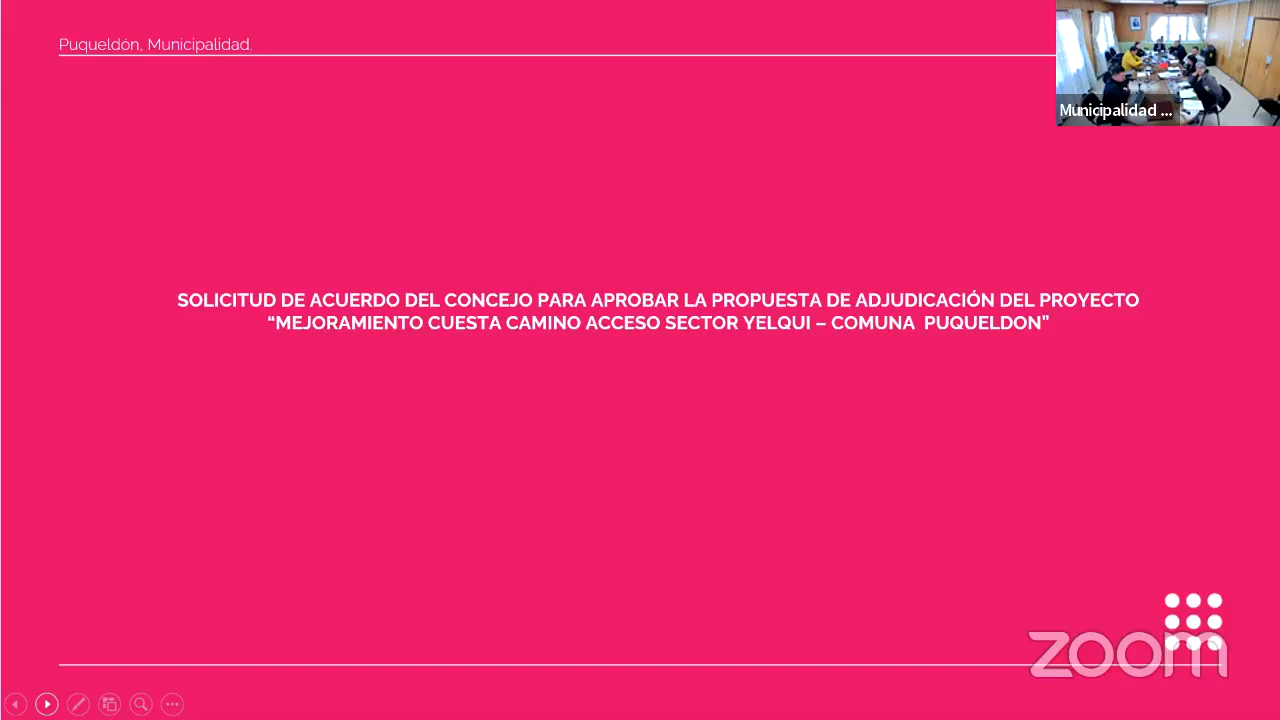 Puqueldón, Municipalidad.
Municipalidad ...
SOLICITUD DE ACUERDO DEL CONCEJO PARA APROBAR LA PROPUESTA DE ADJUDICACIÓN DEL PROYECTO
“MEJORAMIENTO CUESTA CAMINO ACCESO SECTOR YELQUI – COMUNA PUQUELDON”
zoom